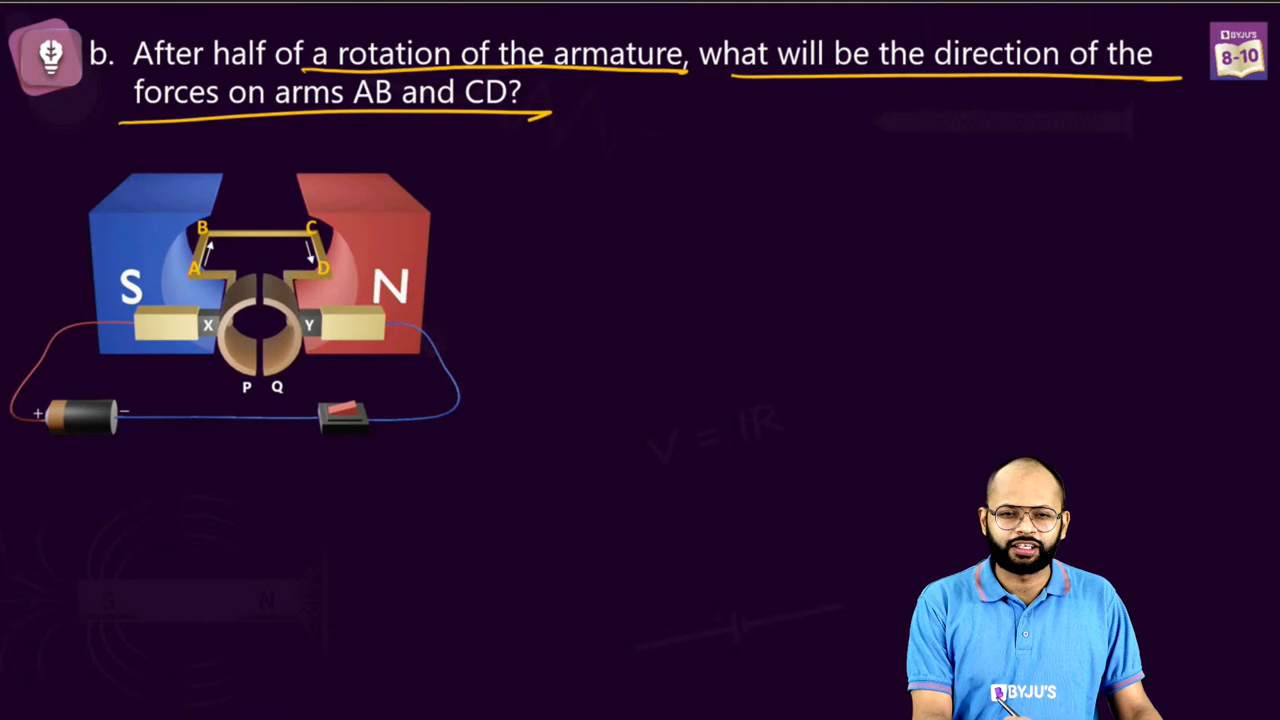 b. After half of a rotation of the armature, what will be the direction of the
forces on arms AB and CD?
BYJU'S
8-10
B
C
A
D
S
N
X
Y
P
Q
+
−
V = IR
S
N
BYJU'S